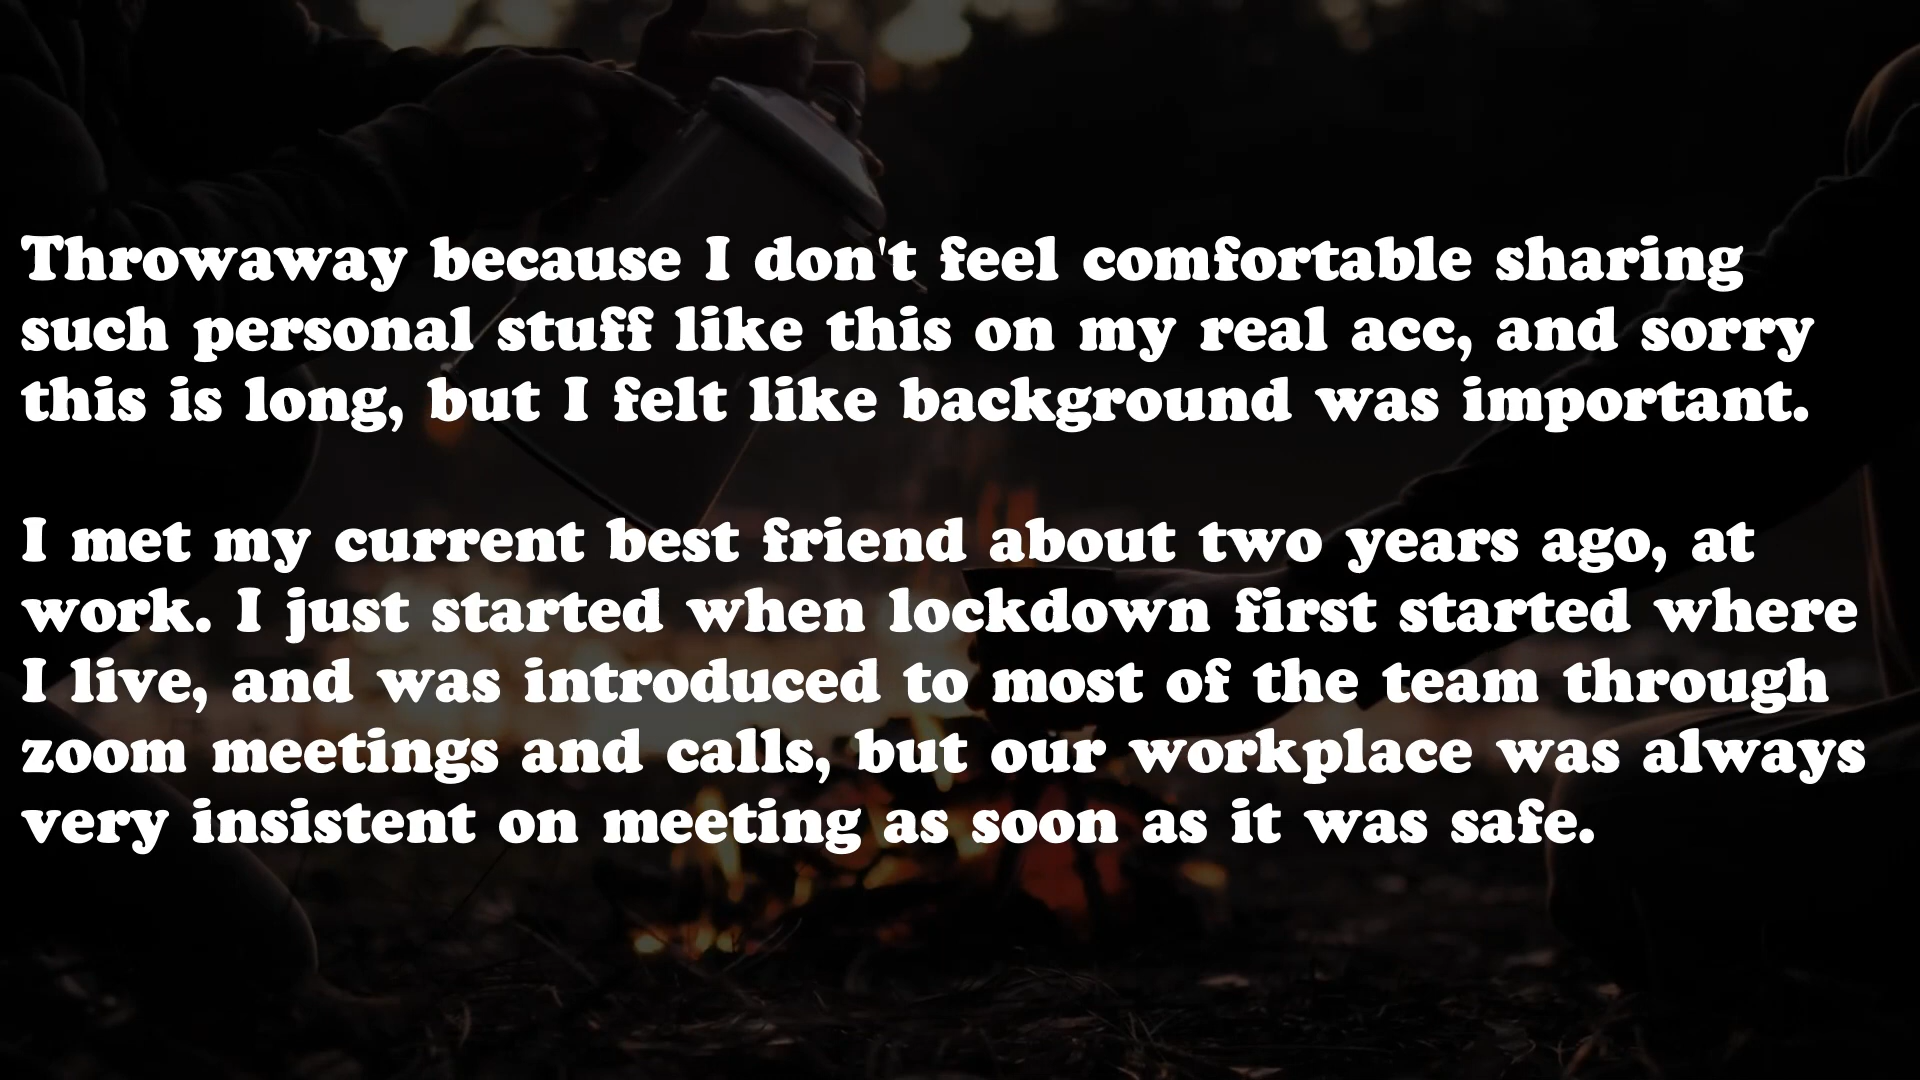 Throwaway because I don't feel comfortable sharing
such personal stuff like this on my real acc, and sorry
this is long, but I felt like background was important.
I met my current best friend about two years ago, at
work. I just started when lockdown first started where
I live, and was introduced to most of the team through
zoom meetings and calls, but our workplace was always
very insistent on meeting as soon as it was safe.